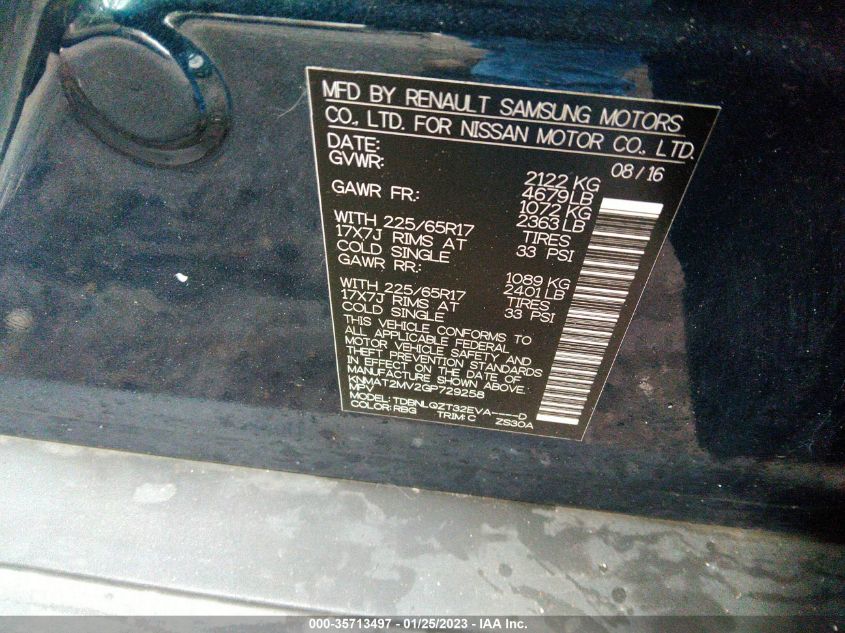 MFD BY RENAULT SAMSUNG MOTORS
CO., LTD. FOR NISSAN MOTOR CO., LTD.
DATE: 08/16
GVWR: 2122 KG
4679 LB
GAWR FR: 1072 KG
2363 LB
WITH 225/65R17 TIRES
17X7J RIMS AT 33 PSI
COLD SINGLE
GAWR RR: 1089 KG
2401 LB
WITH 225/65R17 TIRES
17X7J RIMS AT 33 PSI
COLD SINGLE
THIS VEHICLE CONFORMS TO
ALL APPLICABLE FEDERAL
MOTOR VEHICLE SAFETY AND
THEFT PREVENTION STANDARDS
IN EFFECT ON THE DATE OF
MANUFACTURE SHOWN ABOVE.
KNMAT2MV2GP729258
MPV
MODEL: TDBNLQZT32EVA----D
COLOR: RBG TRIM: C ZS30A
000-35713497 - 01/25/2023 - IAA Inc.